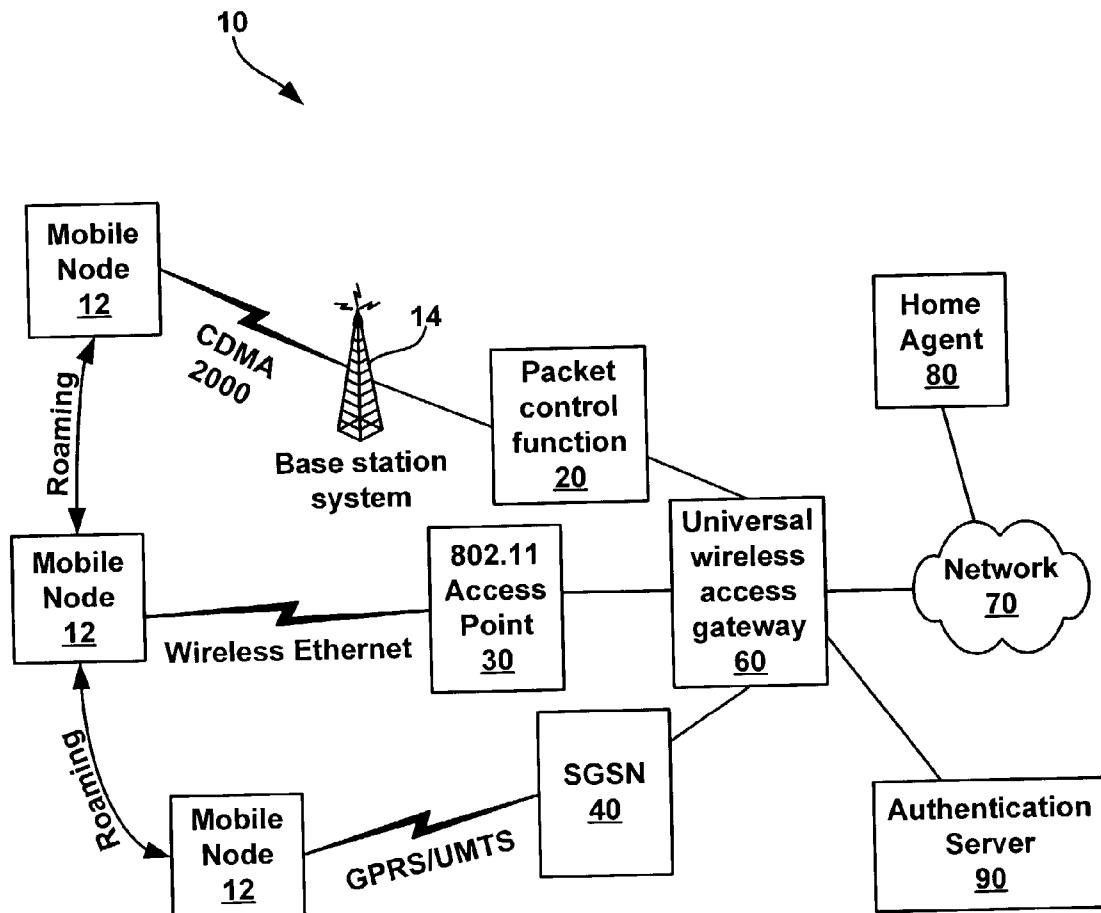 10
Mobile
Node
12
CDMA
2000
14
Base station
system
Packet
control
function
20
Home
Agent
80
Roaming
Mobile
Node
12
Wireless Ethernet
802.11
Access
Point
30
Universal
wireless
access
gateway
60
Network
70
Roaming
Mobile
Node
12
GPRS/UMTS
SGSN
40
Authentication
Server
90